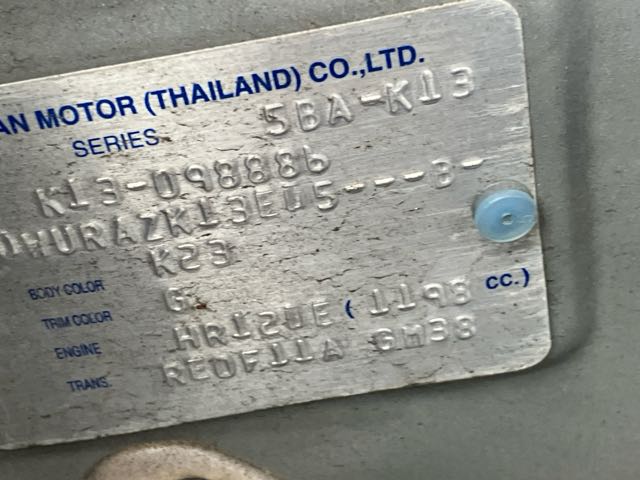 AN MOTOR (THAILAND) CO.,LTD.
SERIES 5BA-K13
K13-098886
DWURAZK13EU5---B-
K23
BODY COLOR
TRIM COLOR G
ENGINE HR12DE (1198 CC.)
TRANS. RE0F11A GH38